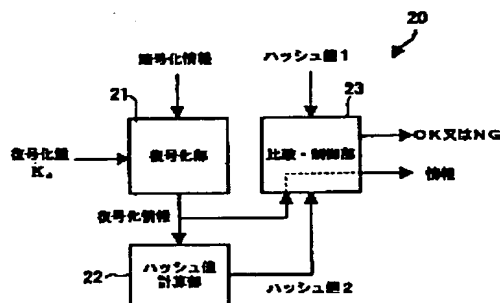 20
暗号化情報
ハッシュ値1
21
23
復号化鍵
Kd
復号化部
比較・制御部
OK又はNG
情報
復号化情報
22
ハッシュ値
計算部
ハッシュ値2